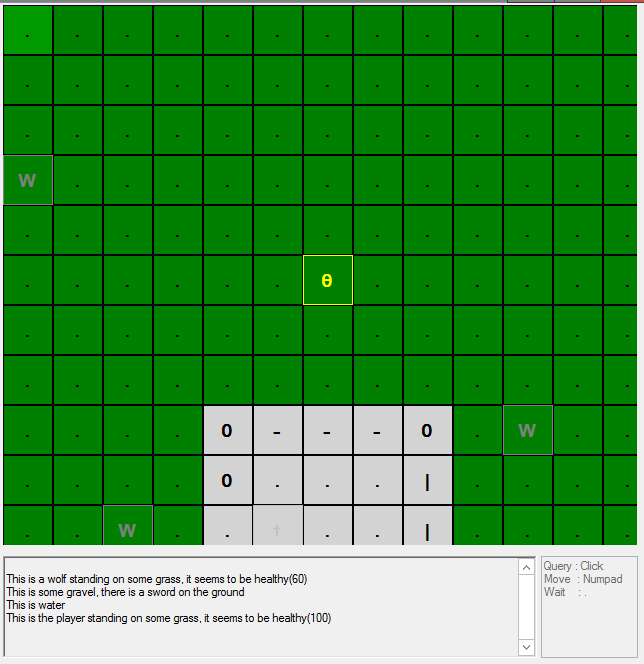 . . . . . . . . . . . . .
. . . . . . . . . . . . .
. . . . . . . . . . . . .
W . . . . . . . . . . . .
. . . . . . . . . . . . .
. . . . . . θ . . . . . .
. . . . . . . . . . . . .
. . . . . . . . . . . . .
. . . . 0 - - - 0 . W . .
. . . . 0 . . . | . . . .
. . W . . † . . | . . . .
This is a wolf standing on some grass, it seems to be healthy(60)
This is some gravel, there is a sword on the ground
This is water
This is the player standing on some grass, it seems to be healthy(100)
Query : Click
Move : Numpad
Wait : .